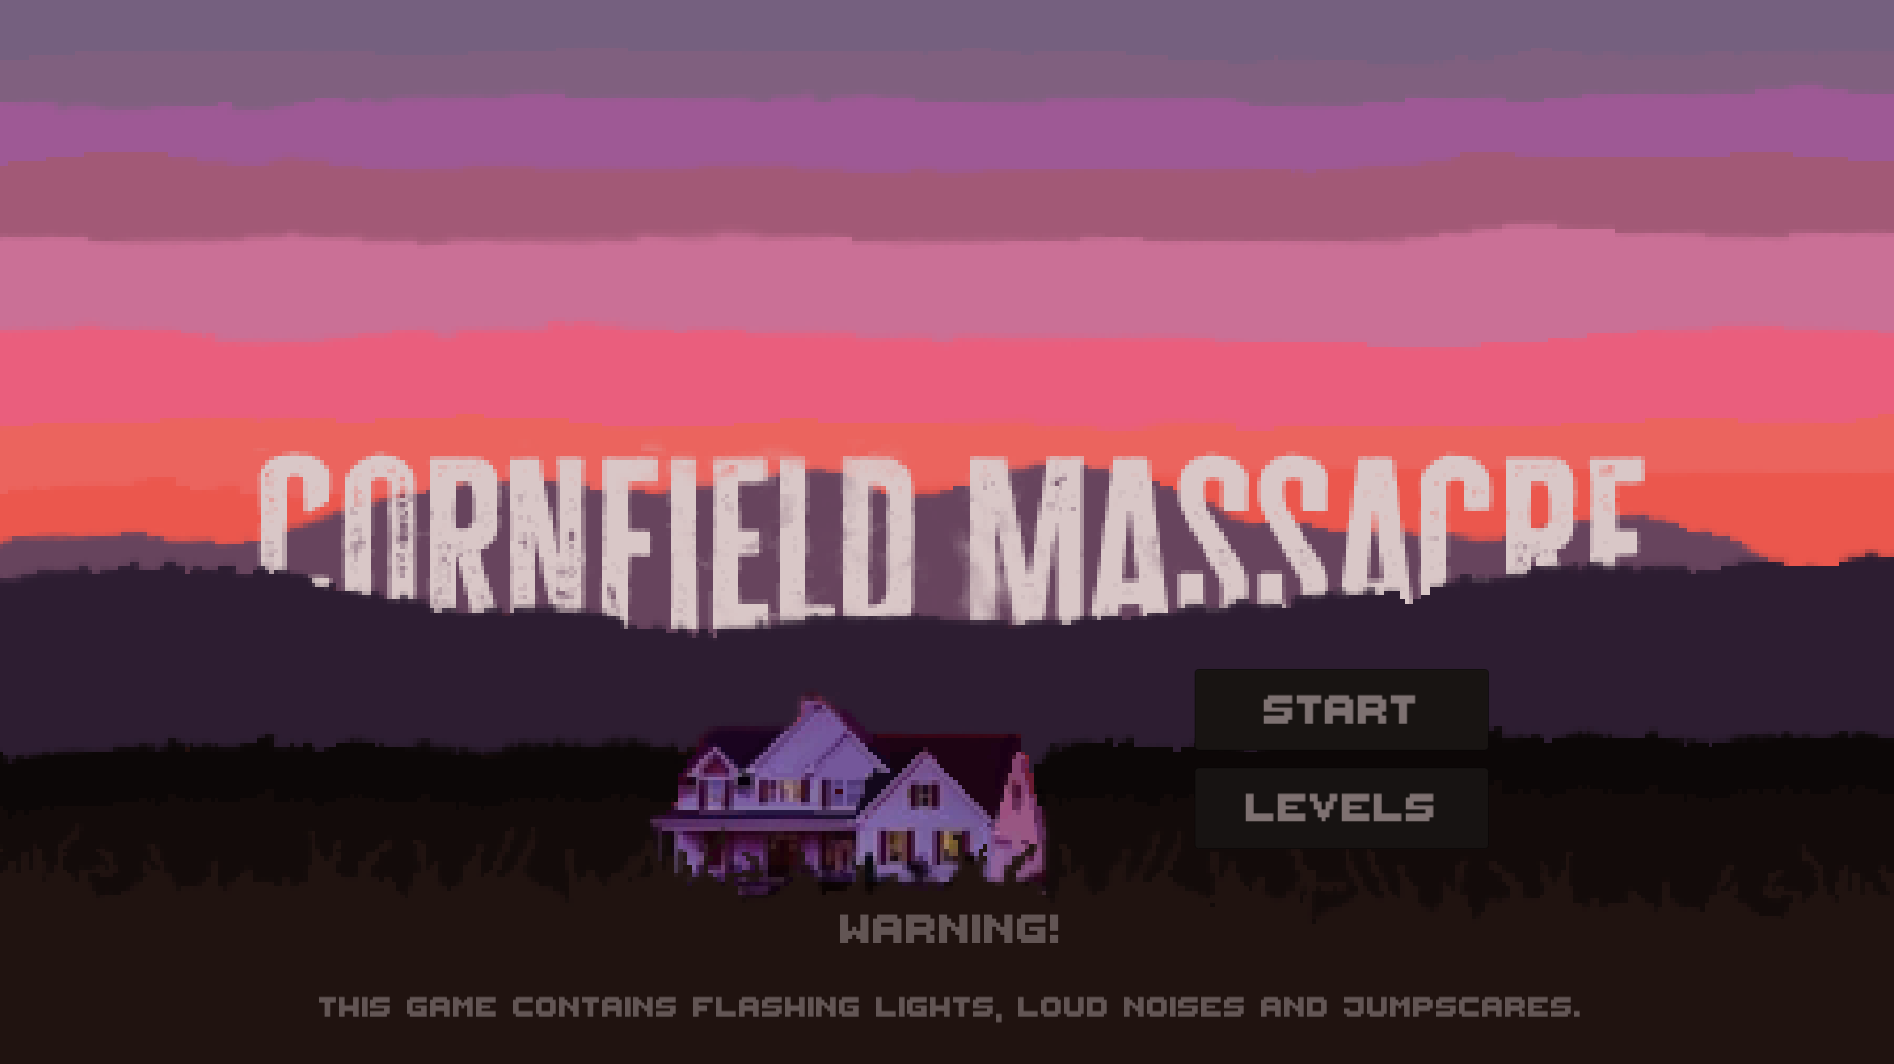 CORNFIELD MASSACRE
START
LEVELS
WARNING!
THIS GAME CONTAINS FLASHING LIGHTS, LOUD NOISES AND JUMPSCARES.